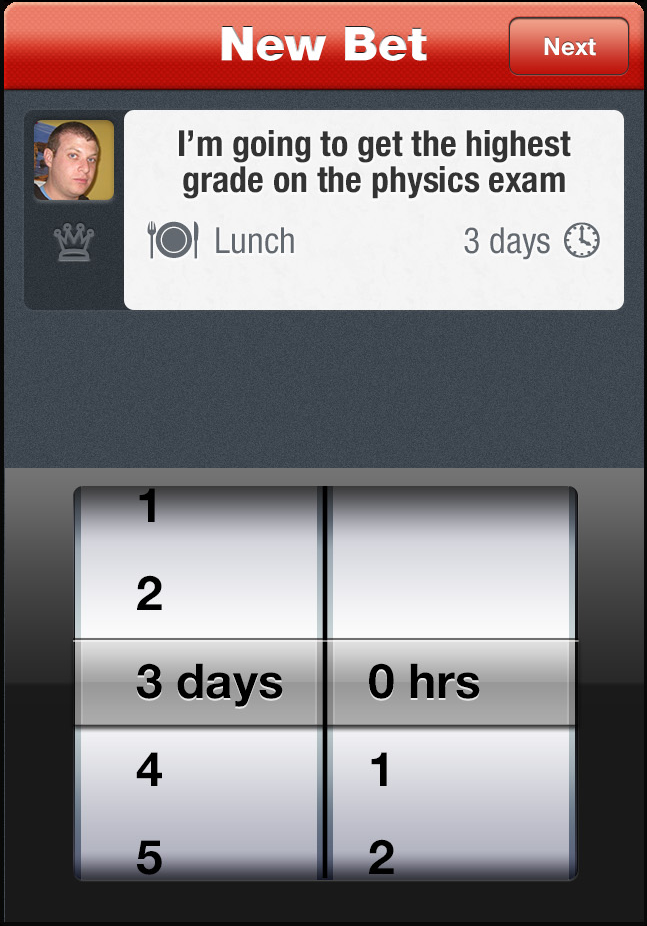 New Bet
Next
I’m going to get the highest
grade on the physics exam
Lunch
3 days
1
2
3 days
0 hrs
4
1
5
2